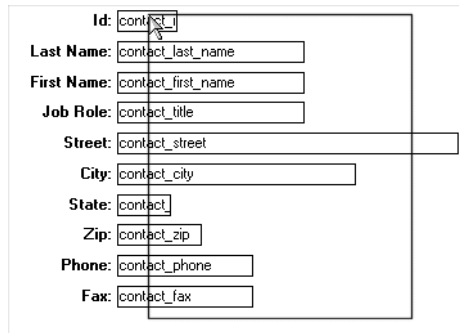 Id: contact_i
Last Name: contact_last_name
First Name: contact_first_name
Job Role: contact_title
Street: contact_street
City: contact_city
State: contact_
Zip: contact_zip
Phone: contact_phone
Fax: contact_fax